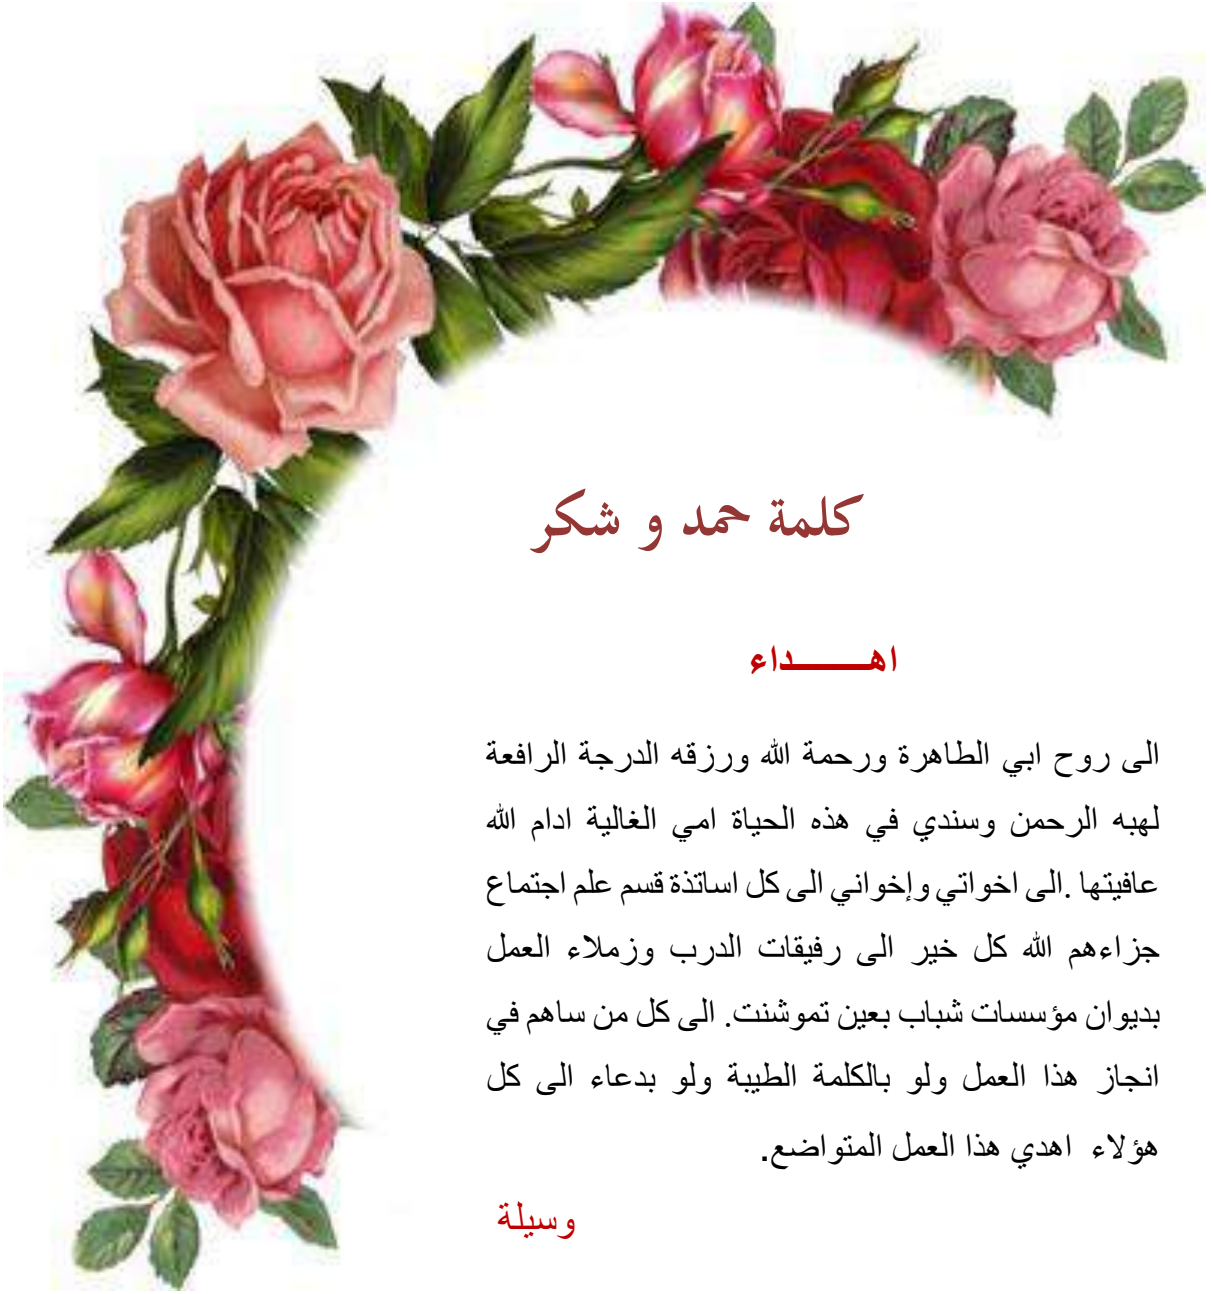 كلمة حمد و شكر
اهــــــداء
الى روح ابي الطاهرة ورحمة الله ورزقه الدرجة الرافعة
لهبه الرحمن وسندي في هذه الحياة امي الغالية ادام الله
عافيتها .الى اخواتي وإخواني الى كل اساتذة قسم علم اجتماع
جزاءهم الله كل خير الى رفيقات الدرب وزملاء العمل
بديوان مؤسسات شباب بعين تموشنت. الى كل من ساهم في
انجاز هذا العمل ولو بالكلمة الطيبة ولو بدعاء الى كل
هؤلاء اهدي هذا العمل المتواضع.
وسيلة